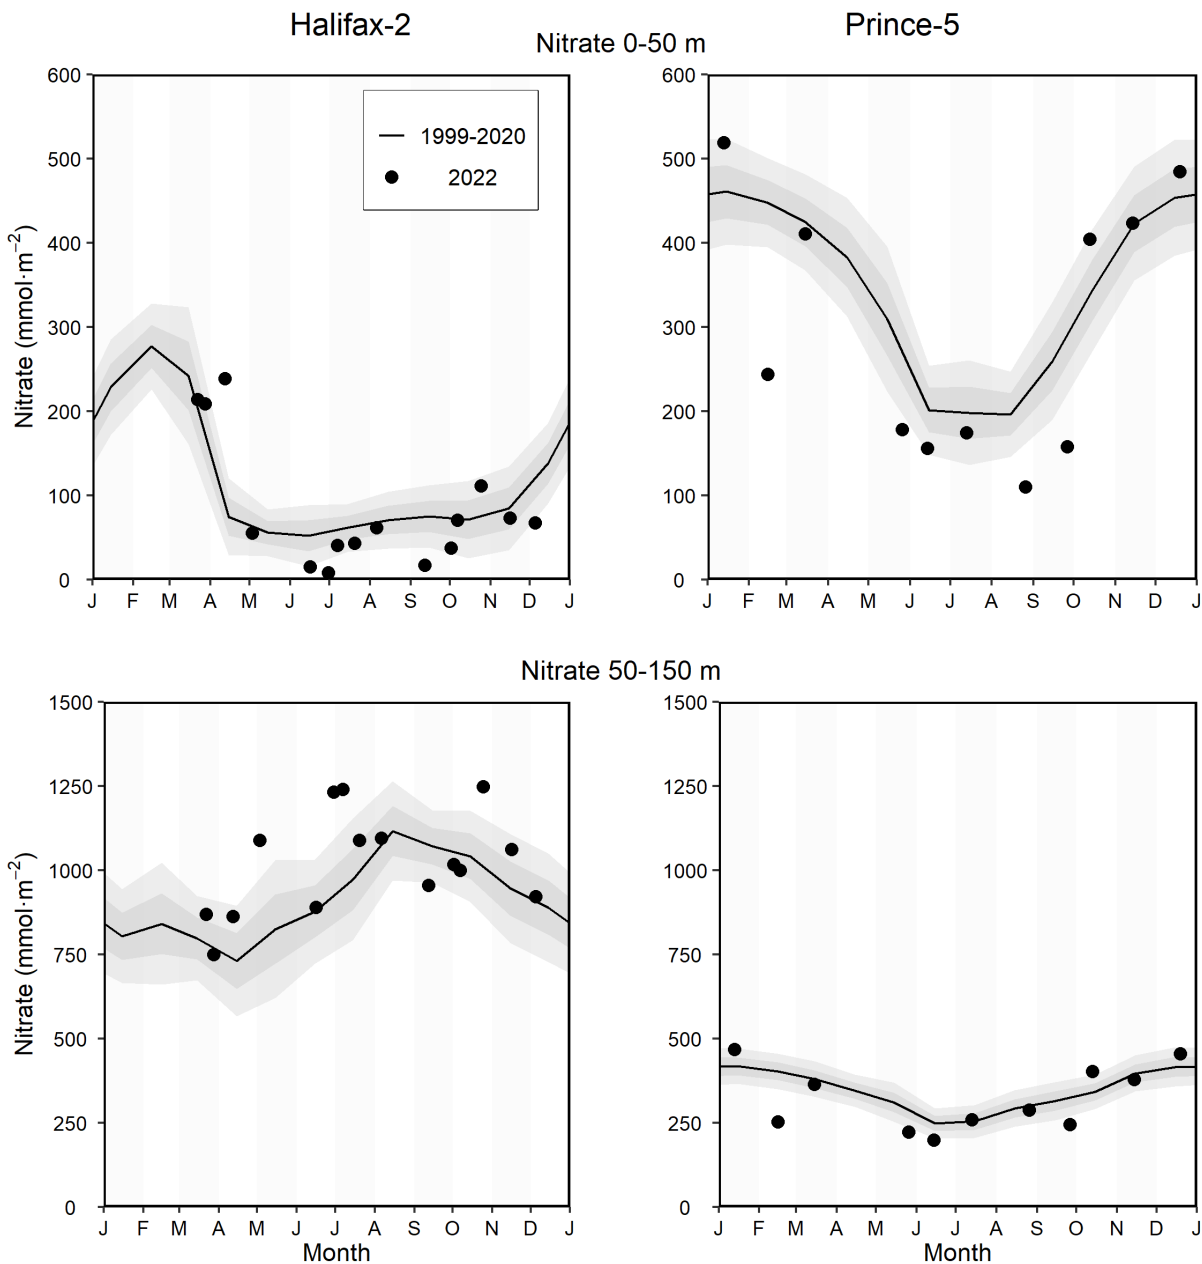 Halifax-2 Prince-5
Nitrate 0-50 m
600 600
500 500
400 400
300 300
200 200
100 100
0 0
Nitrate (mmol·m⁻²)
1999-2020
2022
J F M A M J J A S O N D J J F M A M J J A S O N D J
Nitrate 50-150 m
1500 1500
1250 1250
1000 1000
750 750
500 500
250 250
0 0
Nitrate (mmol·m⁻²)
J F M A M J J A S O N D J J F M A M J J A S O N D J
Month Month